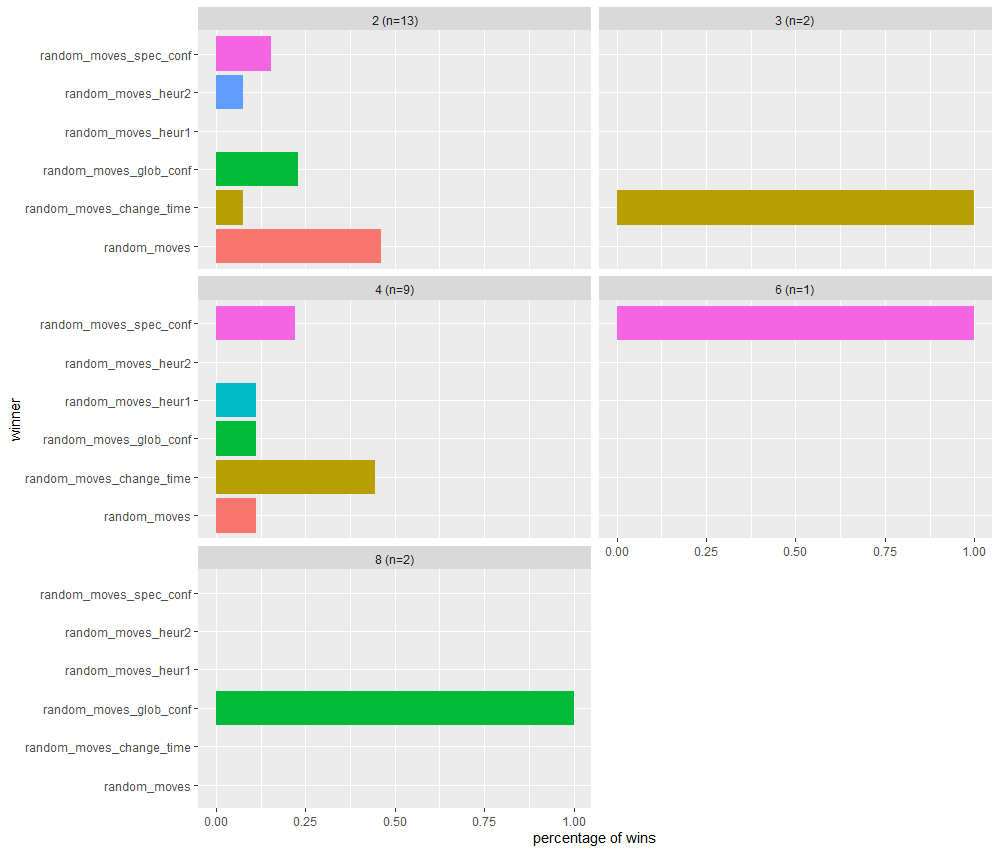 2 (n=13)
3 (n=2)
random_moves_spec_conf
random_moves_heur2
random_moves_heur1
random_moves_glob_conf
random_moves_change_time
random_moves
4 (n=9)
6 (n=1)
random_moves_spec_conf
random_moves_heur2
random_moves_heur1
random_moves_glob_conf
random_moves_change_time
random_moves
winner
0.00 0.25 0.50 0.75 1.00
8 (n=2)
random_moves_spec_conf
random_moves_heur2
random_moves_heur1
random_moves_glob_conf
random_moves_change_time
random_moves
0.00 0.25 0.50 0.75 1.00
percentage of wins